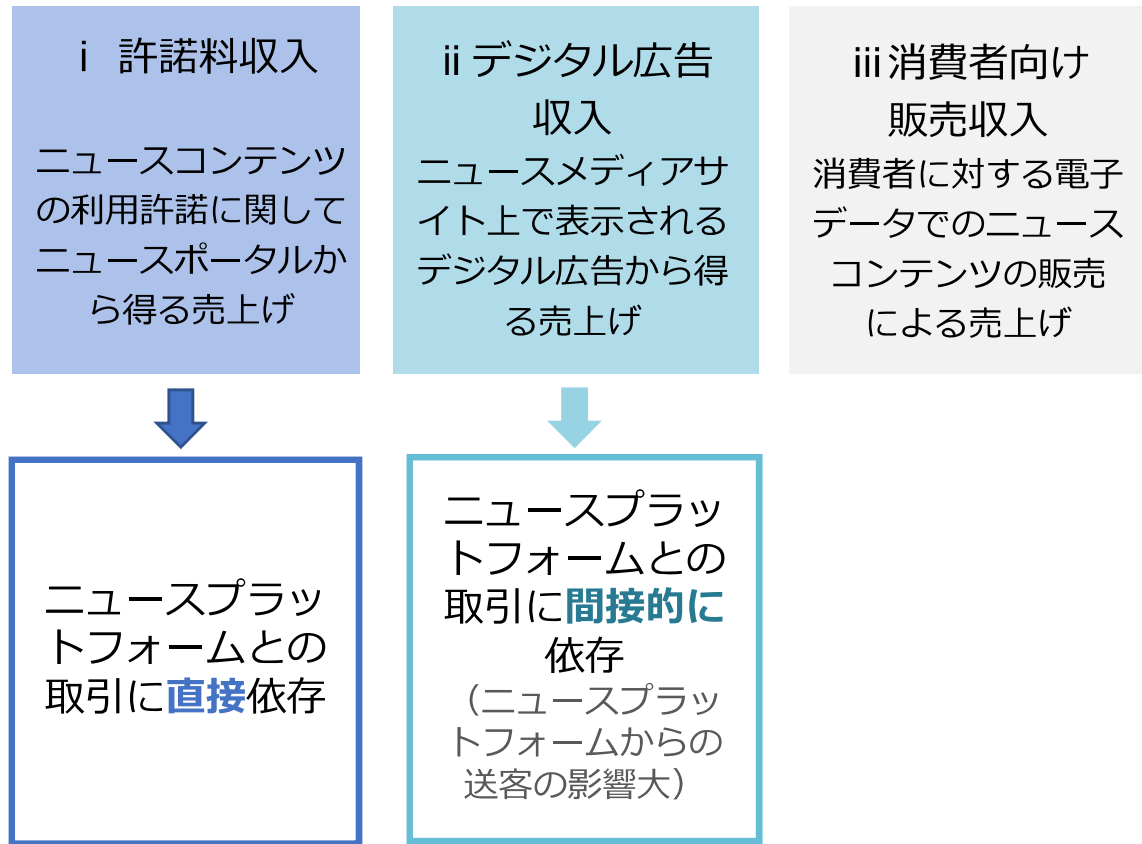 ⅰ 許諾料収入
ニュースコンテンツ
の利用許諾に関して
ニュースポータルか
ら得る売上げ
ⅱ デジタル広告
収入
ニュースメディアサ
イト上で表示される
デジタル広告から得
る売上げ
ⅲ 消費者向け
販売収入
消費者に対する電子
データでのニュース
コンテンツの販売
による売上げ
ニュースプラッ
トフォームとの
取引に直接依存
ニュースプラッ
トフォームとの
取引に間接的に
依存
（ニュースプラッ
トフォームからの
送客の影響大）